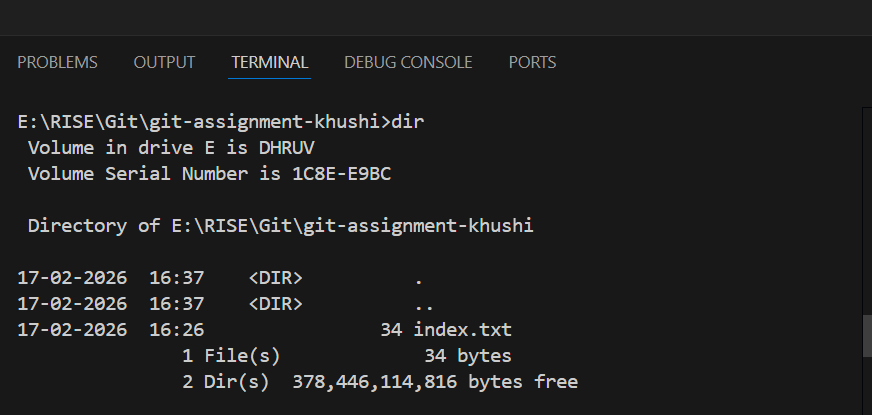 PROBLEMS OUTPUT TERMINAL DEBUG CONSOLE PORTS
E:\RISE\Git\git-assignment-khushi>dir
Volume in drive E is DHRUV
Volume Serial Number is 1C8E-E9BC
Directory of E:\RISE\Git\git-assignment-khushi
17-02-2026  16:37    <DIR>          .
17-02-2026  16:37    <DIR>          ..
17-02-2026  16:26                34 index.txt
1 File(s)             34 bytes
2 Dir(s)  378,446,114,816 bytes free